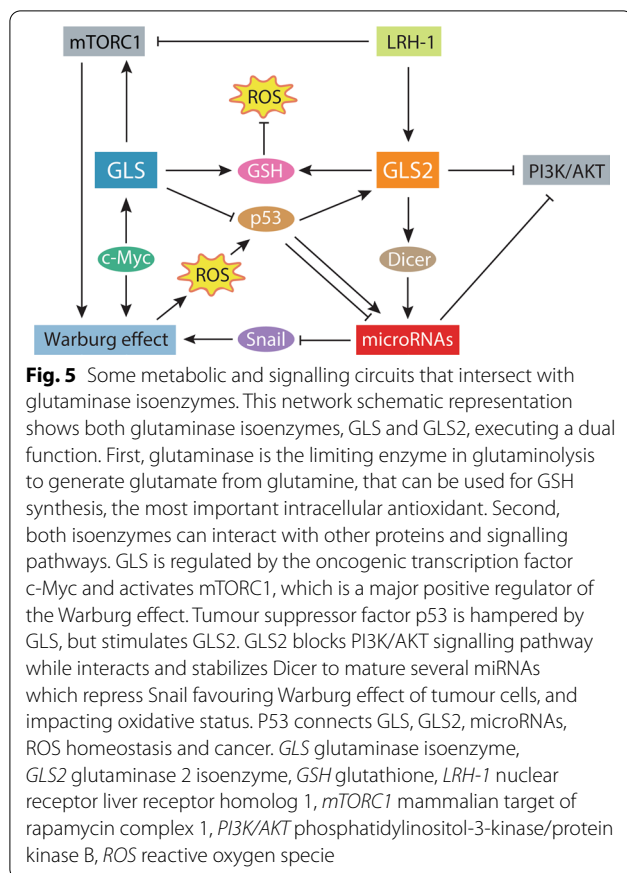 mTORC1
LRH-1
ROS
GLS
GSH
GLS2
PI3K/AKT
p53
c-Myc
ROS
Dicer
Warburg effect
Snail
microRNAs
Fig. 5 Some metabolic and signalling circuits that intersect with
glutaminase isoenzymes. This network schematic representation
shows both glutaminase isoenzymes, GLS and GLS2, executing a dual
function. First, glutaminase is the limiting enzyme in glutaminolysis
to generate glutamate from glutamine, that can be used for GSH
synthesis, the most important intracellular antioxidant. Second,
both isoenzymes can interact with other proteins and signalling
pathways. GLS is regulated by the oncogenic transcription factor
c-Myc and activates mTORC1, which is a major positive regulator of
the Warburg effect. Tumour suppressor factor p53 is hampered by
GLS, but stimulates GLS2. GLS2 blocks PI3K/AKT signalling pathway
while interacts and stabilizes Dicer to mature several miRNAs
which repress Snail favouring Warburg effect of tumour cells, and
impacting oxidative status. P53 connects GLS, GLS2, microRNAs,
ROS homeostasis and cancer. GLS glutaminase isoenzyme,
GLS2 glutaminase 2 isoenzyme, GSH glutathione, LRH-1 nuclear
receptor liver receptor homolog 1, mTORC1 mammalian target of
rapamycin complex 1, PI3K/AKT phosphatidylinositol-3-kinase/protein
kinase B, ROS reactive oxygen specie